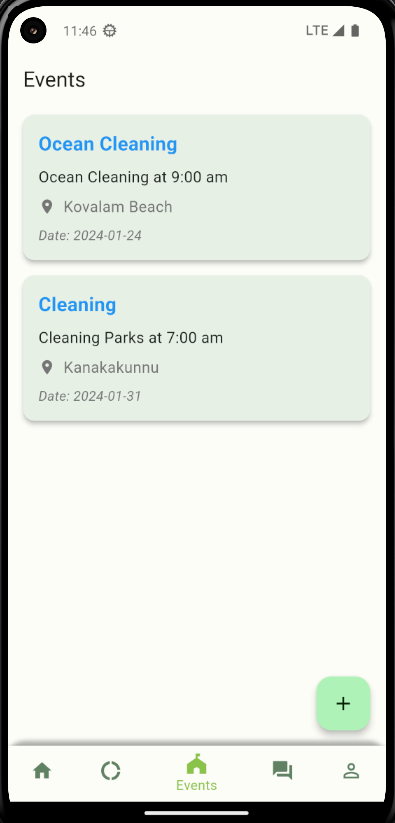 11:46
LTE
Events
Ocean Cleaning
Ocean Cleaning at 9:00 am
Kovalam Beach
Date: 2024-01-24
Cleaning
Cleaning Parks at 7:00 am
Kanakakunnu
Date: 2024-01-31
+
Events